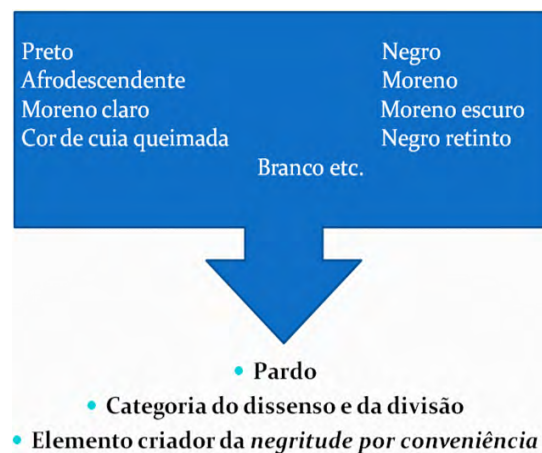 Preto Negro
Afrodescendente Moreno
Moreno claro Moreno escuro
Cor de cuia queimada Negro retinto
Branco etc.
• Pardo
• Categoria do dissenso e da divisão
• Elemento criador da negritude por conveniência